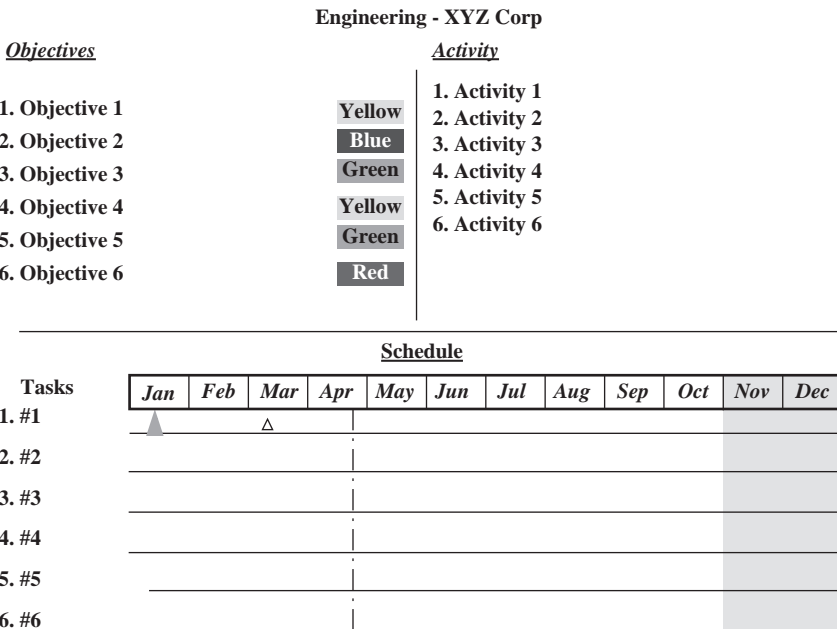 Engineering - XYZ Corp
Objectives
1. Objective 1 Yellow
2. Objective 2 Blue
3. Objective 3 Green
4. Objective 4 Yellow
5. Objective 5 Green
6. Objective 6 Red
Activity
1. Activity 1
2. Activity 2
3. Activity 3
4. Activity 4
5. Activity 5
6. Activity 6
Schedule
Tasks Jan Feb Mar Apr May Jun Jul Aug Sep Oct Nov Dec
1. #1
2. #2
3. #3
4. #4
5. #5
6. #6